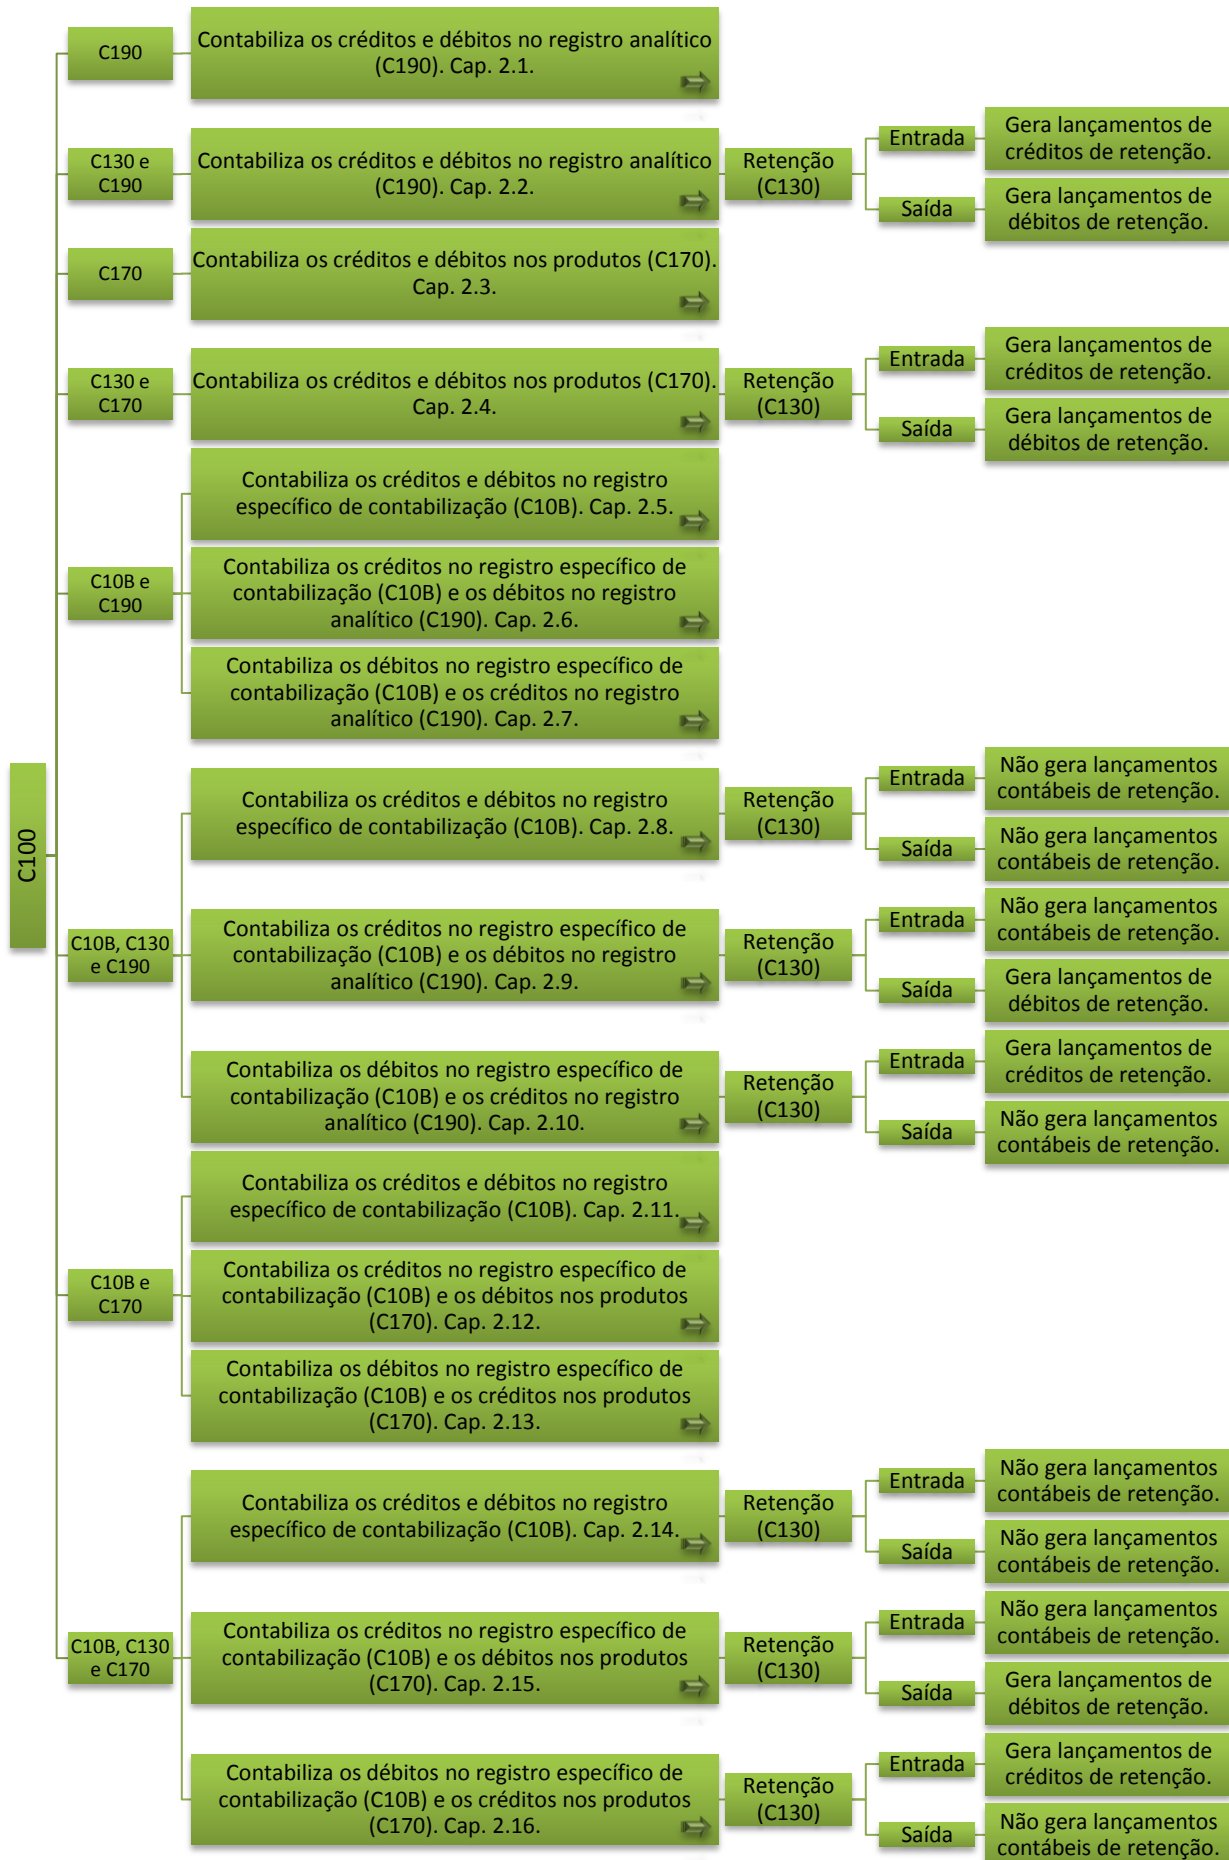 C100
C190
Contabiliza os créditos e débitos no registro analítico
(C190). Cap. 2.1.
C130 e
C190
Contabiliza os créditos e débitos no registro analítico
(C190). Cap. 2.2.
Retenção
(C130)
Entrada
Gera lançamentos de
créditos de retenção.
Saída
Gera lançamentos de
débitos de retenção.
C170
Contabiliza os créditos e débitos nos produtos (C170).
Cap. 2.3.
C130 e
C170
Contabiliza os créditos e débitos nos produtos (C170).
Cap. 2.4.
Retenção
(C130)
Entrada
Gera lançamentos de
créditos de retenção.
Saída
Gera lançamentos de
débitos de retenção.
C10B e
C190
Contabiliza os créditos e débitos no registro
específico de contabilização (C10B). Cap. 2.5.
Contabiliza os créditos no registro específico de
contabilização (C10B) e os débitos no registro
analítico (C190). Cap. 2.6.
Contabiliza os débitos no registro específico de
contabilização (C10B) e os créditos no registro
analítico (C190). Cap. 2.7.
C10B, C130
e C190
Contabiliza os créditos e débitos no registro
específico de contabilização (C10B). Cap. 2.8.
Retenção
(C130)
Entrada
Não gera lançamentos
contábeis de retenção.
Saída
Não gera lançamentos
contábeis de retenção.
Contabiliza os créditos no registro específico de
contabilização (C10B) e os débitos no registro
analítico (C190). Cap. 2.9.
Retenção
(C130)
Entrada
Não gera lançamentos
contábeis de retenção.
Saída
Gera lançamentos de
débitos de retenção.
Contabiliza os débitos no registro específico de
contabilização (C10B) e os créditos no registro
analítico (C190). Cap. 2.10.
Retenção
(C130)
Entrada
Gera lançamentos de
créditos de retenção.
Saída
Não gera lançamentos
contábeis de retenção.
C10B e
C170
Contabiliza os créditos e débitos no registro
específico de contabilização (C10B). Cap. 2.11.
Contabiliza os créditos no registro específico de
contabilização (C10B) e os débitos nos produtos
(C170). Cap. 2.12.
Contabiliza os débitos no registro específico de
contabilização (C10B) e os créditos nos produtos
(C170). Cap. 2.13.
C10B, C130
e C170
Contabiliza os créditos e débitos no registro
específico de contabilização (C10B). Cap. 2.14.
Retenção
(C130)
Entrada
Não gera lançamentos
contábeis de retenção.
Saída
Não gera lançamentos
contábeis de retenção.
Contabiliza os créditos no registro específico de
contabilização (C10B) e os débitos nos produtos
(C170). Cap. 2.15.
Retenção
(C130)
Entrada
Não gera lançamentos
contábeis de retenção.
Saída
Gera lançamentos de
débitos de retenção.
Contabiliza os débitos no registro específico de
contabilização (C10B) e os créditos nos produtos
(C170). Cap. 2.16.
Retenção
(C130)
Entrada
Gera lançamentos de
créditos de retenção.
Saída
Não gera lançamentos
contábeis de retenção.